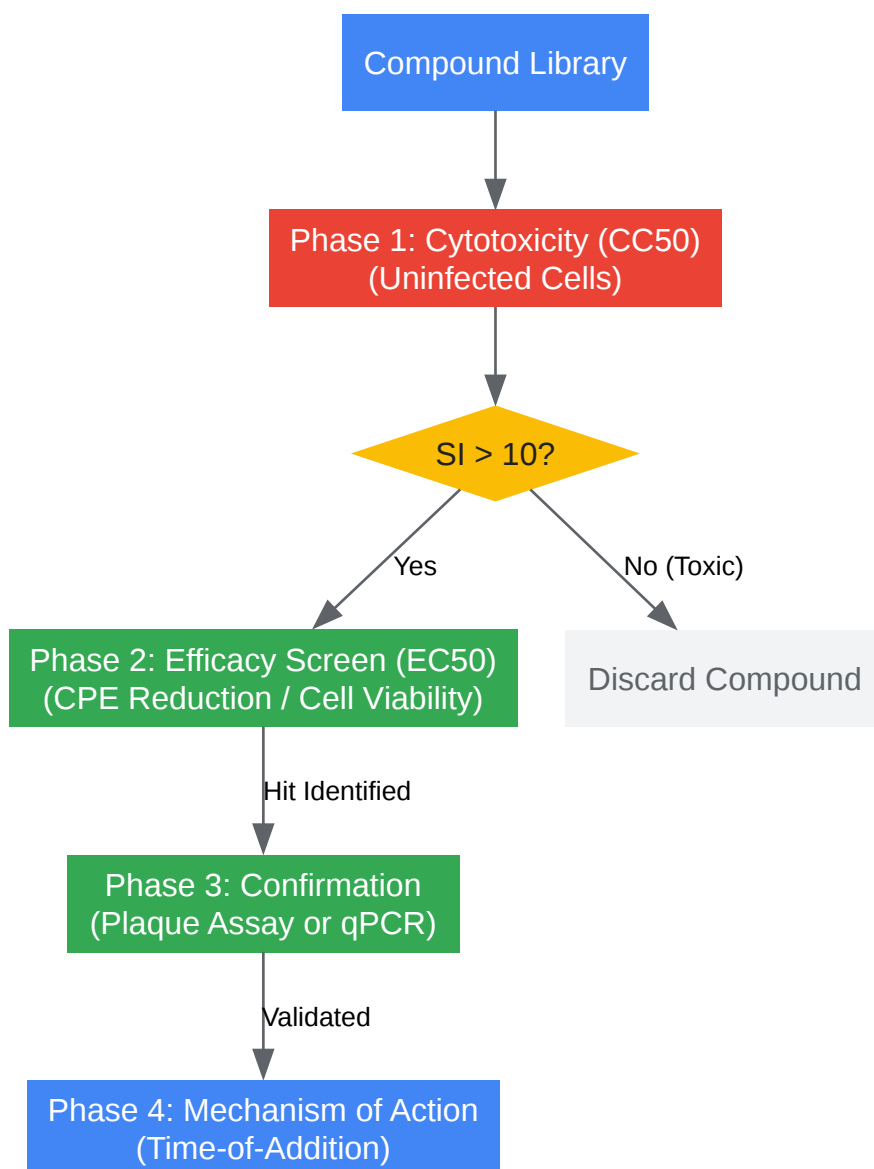 Compound Library
Phase 1: Cytotoxicity (CC50)
(Uninfected Cells)
SI > 10?
Yes
No (Toxic)
Phase 2: Efficacy Screen (EC50)
(CPE Reduction / Cell Viability)
Discard Compound
Hit Identified
Phase 3: Confirmation
(Plaque Assay or qPCR)
Validated
Phase 4: Mechanism of Action
(Time-of-Addition)